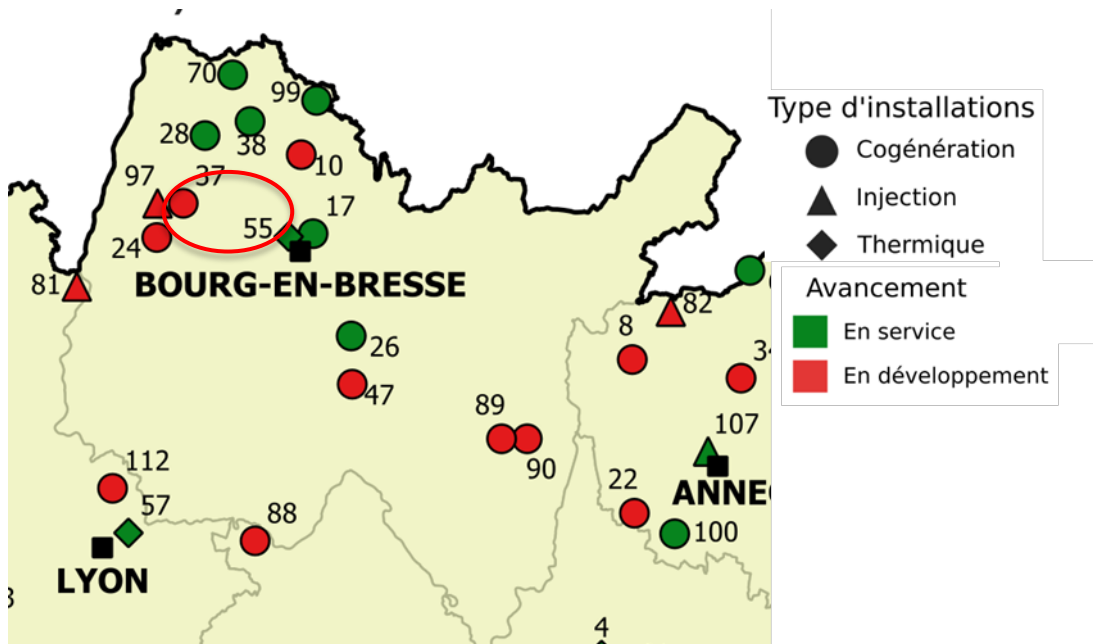 70
99
28
38
10
97
37
17
55
24
BOURG-EN-BRESSE
81
82
8
26
34
47
89
107
90
112
22
ANNEC
57
88
100
LYON
4
Type d'installations
Cogénération
Injection
Thermique
Avancement
En service
En développement